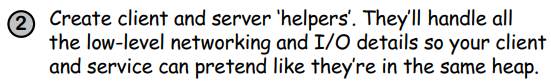 2 Create client and server ‘helpers’. They’ll handle all
the low-level networking and I/O details so your client
and service can pretend like they’re in the same heap.